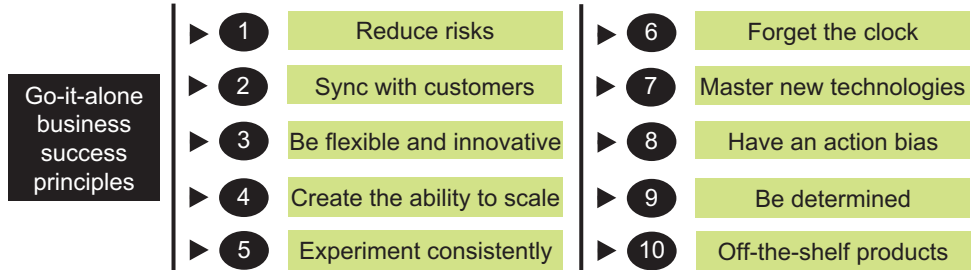 Go-it-alone
business
success
principles
1 Reduce risks
2 Sync with customers
3 Be flexible and innovative
4 Create the ability to scale
5 Experiment consistently
6 Forget the clock
7 Master new technologies
8 Have an action bias
9 Be determined
10 Off-the-shelf products